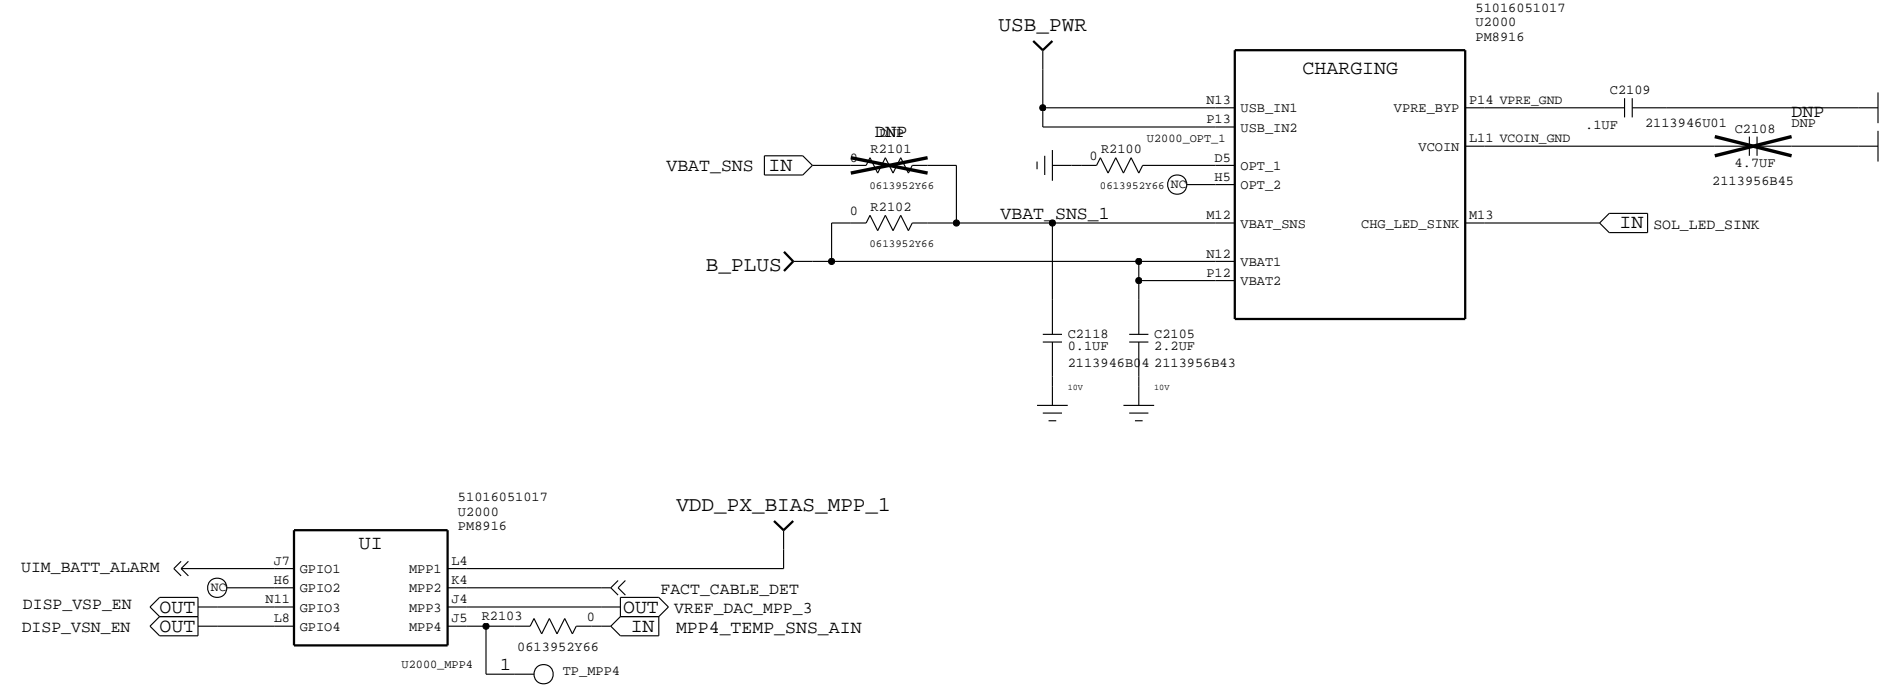 51016051017
U2000
PM8916
USB_PWR
CHARGING
N13 USB_IN1
P13 USB_IN2
U2000_OPT_1
VPRE_BYP P14 VPRE_GND
C2109
.1UF 2113946U01
DNP
DNP
C2108
VCOIN L11 VCOIN_GND
4.7UF
2113956B45
DNP
DNP
R2101
0
VBAT_SNS IN
0613952Y66
0 R2100
0613952Y66
D5 OPT_1
NC H5 OPT_2
0 R2102
0613952Y66
VBAT_SNS_1
M12 VBAT_SNS
CHG_LED_SINK M13
IN SOL_LED_SINK
B_PLUS
N12 VBAT1
P12 VBAT2
C2118
0.1UF
2113946B04
10V
C2105
2.2UF
2113956B43
10V
51016051017
U2000
PM8916
VDD_PX_BIAS_MPP_1
UI
UIM_BATT_ALARM J7 GPIO1
NC H6 GPIO2
DISP_VSP_EN OUT N11 GPIO3
DISP_VSN_EN OUT L8 GPIO4
MPP1 L4
MPP2 K4 FACT_CABLE_DET
MPP3 J4 OUT VREF_DAC_MPP_3
MPP4 J5 R2103 0 IN MPP4_TEMP_SNS_AIN
0613952Y66
U2000_MPP4
1 TP_MPP4